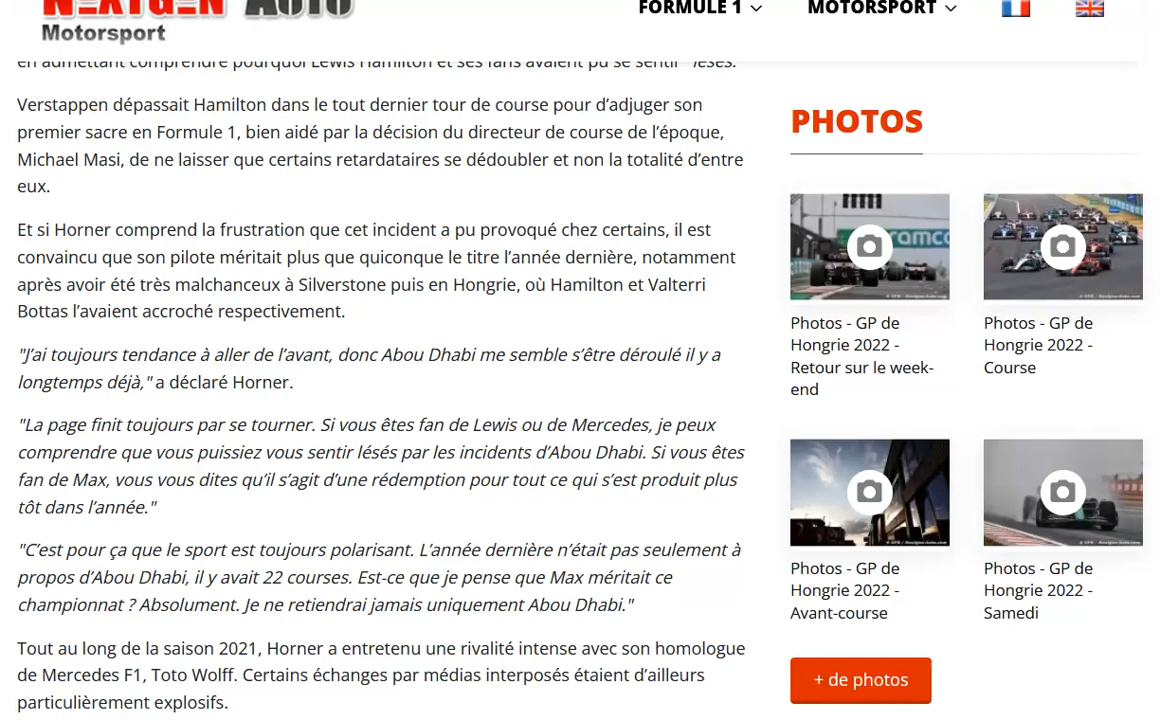 NEXTGEN AUTO
Motorsport
FORMULE 1
MOTORSPORT
en admettant comprendre pourquoi Lewis Hamilton et ses fans avaient pu se sentir "lésés."
Verstappen dépassait Hamilton dans le tout dernier tour de course pour d’adjuger son
premier sacre en Formule 1, bien aidé par la décision du directeur de course de l’époque,
Michael Masi, de ne laisser que certains retardataires se dédoubler et non la totalité d’entre
eux.
Et si Horner comprend la frustration que cet incident a pu provoqué chez certains, il est
convaincu que son pilote méritait plus que quiconque le titre l’année dernière, notamment
après avoir été très malchanceux à Silverstone puis en Hongrie, où Hamilton et Valterri
Bottas l’avaient accroché respectivement.
"J’ai toujours tendance à aller de l’avant, donc Abou Dhabi me semble s’être déroulé il y a
longtemps déjà," a déclaré Horner.
"La page finit toujours par se tourner. Si vous êtes fan de Lewis ou de Mercedes, je peux
comprendre que vous puissiez vous sentir lésés par les incidents d’Abou Dhabi. Si vous êtes
fan de Max, vous vous dites qu’il s’agit d’une rédemption pour tout ce qui s’est produit plus
tôt dans l’année."
"C’est pour ça que le sport est toujours polarisant. L’année dernière n’était pas seulement à
propos d’Abou Dhabi, il y avait 22 courses. Est-ce que je pense que Max méritait ce
championnat ? Absolument. Je ne retiendrai jamais uniquement Abou Dhabi."
Tout au long de la saison 2021, Horner a entretenu une rivalité intense avec son homologue
de Mercedes F1, Toto Wolff. Certains échanges par médias interposés étaient d’ailleurs
particulièrement explosifs.
PHOTOS
aramco
Photos - GP de
Hongrie 2022 -
Retour sur le week-
end
Photos - GP de
Hongrie 2022 -
Course
Photos - GP de
Hongrie 2022 -
Avant-course
Photos - GP de
Hongrie 2022 -
Samedi
+ de photos